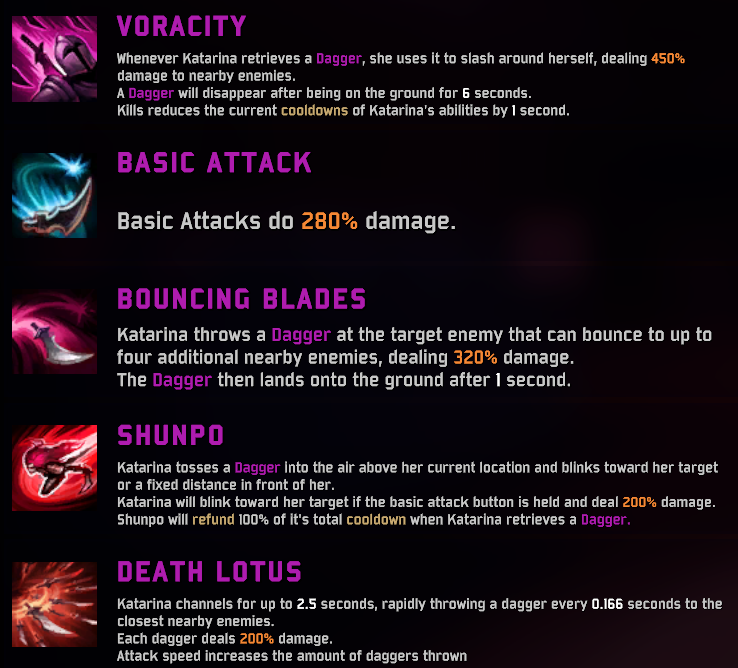 VORACITY
Whenever Katarina retrieves a Dagger, she uses it to slash around herself, dealing 450%
damage to nearby enemies.
A Dagger will disappear after being on the ground for 6 seconds.
Kills reduces the current cooldowns of Katarina's abilities by 1 second.
BASIC ATTACK
Basic Attacks do 280% damage.
BOUNCING BLADES
Katarina throws a Dagger at the target enemy that can bounce to up to
four additional nearby enemies, dealing 320% damage.
The Dagger then lands onto the ground after 1 second.
SHUNPO
Katarina tosses a Dagger into the air above her current location and blinks toward her target
or a fixed distance in front of her.
Katarina will blink toward her target if the basic attack button is held and deal 200% damage.
Shunpo will refund 100% of it's total cooldown when Katarina retrieves a Dagger.
DEATH LOTUS
Katarina channels for up to 2.5 seconds, rapidly throwing a dagger every 0.166 seconds to the
closest nearby enemies.
Each dagger deals 200% damage.
Attack speed increases the amount of daggers thrown